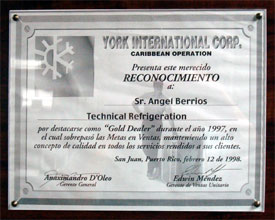 YORK INTERNATIONAL CORP.
CARIBBEAN OPERATION
Presenta este merecido
RECONOCIMIENTO
a:
Sr. Angel Berrios
Technical Refrigeration
por destacarse como "Gold Dealer" durante el año 1997, en
el cual sobrepasó las Metas en Ventas, manteniendo un alto
concepto de calidad en todos los servicios rendidos a sus clientes.
San Juan, Puerto Rico, febrero 12 de 1998.
Anaximandro D'Oleo
Gerente General
Edwin Méndez
Gerente de Ventas Unitario